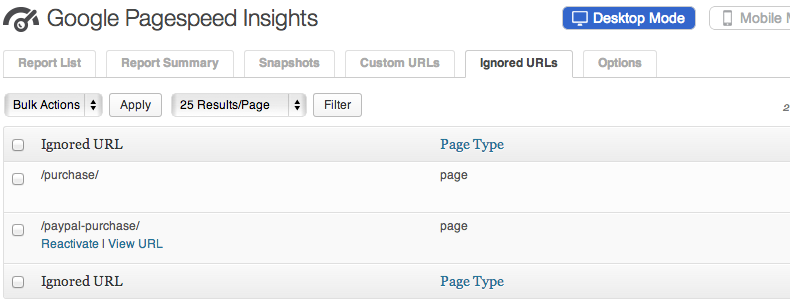 Google Pagespeed Insights Desktop Mode Mobile
Report List Report Summary Snapshots Custom URLs Ignored URLs Options
Bulk Actions Apply 25 Results/Page Filter 2
Ignored URL Page Type
/purchase/ page
/paypal-purchase/ page
Reactivate | View URL
Ignored URL Page Type